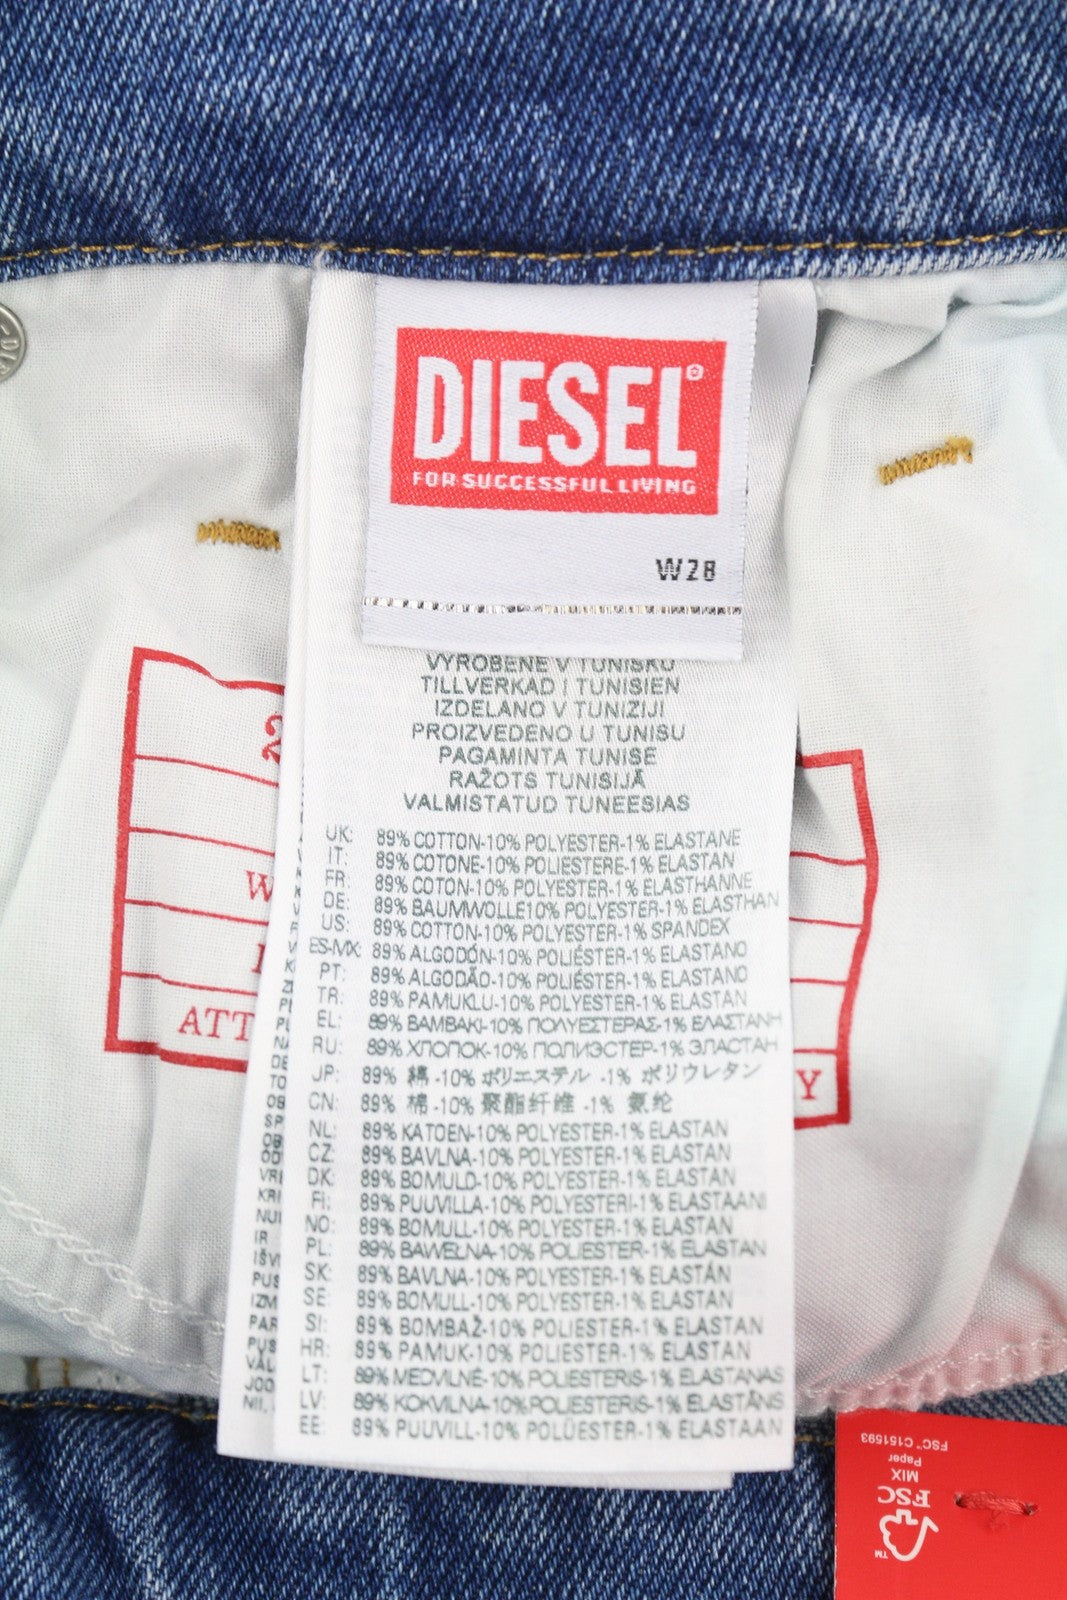 DIESEL®
FOR SUCCESSFUL LIVING
W28
VYROBENE V TUNISKU
TILLVERKAD I TUNISIEN
IZDELANO V TUNIZIJI
PROIZVEDENO U TUNISU
PAGAMINTA TUNISE
RAŽOTS TUNISIJĀ
VALMISTATUD TUNEESIAS
UK: 89% COTTON-10% POLYESTER-1% ELASTANE
IT: 89% COTONE-10% POLIESTERE-1% ELASTAN
FR: 89% COTON-10% POLYESTER-1% ELASTHANNE
DE: 89% BAUMWOLLE10% POLYESTER-1% ELASTHAN
US: 89% COTTON-10% POLYESTER-1% SPANDEX
ES-MX: 89% ALGODÓN-10% POLIÉSTER-1% ELASTANO
PT: 89% ALGODÃO-10% POLIÉSTER-1% ELASTANO
TR: 89% PAMUKLU-10% POLYESTER-1% ELASTAN
EL: 89% ΒΑΜΒΑΚΙ-10% ΠΟΛΥΕΣΤΕΡΑΣ-1% ΕΛΑΣΤΑΝΗ
RU: 89% ХЛОПОК-10% ПОЛИЭСТЕР-1% ЭЛАСТАН
JP: 89% 綿 -10% ポリエステル -1% ポリウレタン
CN: 89% 棉 -10% 聚酯纤维 -1% 氨纶
NL: 89% KATOEN-10% POLYESTER-1% ELASTAN
CZ: 89% BAVLNA-10% POLYESTER-1% ELASTAN
DK: 89% BOMULD-10% POLYESTER-1% ELASTAN
FI: 89% PUUVILLA-10% POLYESTERI-1% ELASTAANI
NO: 89% BOMULL-10% POLYESTER-1% ELASTAN
PL: 89% BAWEŁNA-10% POLIESTER-1% ELASTAN
SK: 89% BAVLNA-10% POLYESTER-1% ELASTÁN
SE: 89% BOMULL-10% POLYESTER-1% ELASTAN
SI: 89% BOMBAŽ-10% POLIESTER-1% ELASTAN
HR: 89% PAMUK-10% POLIESTER-1% ELASTAN
LT: 89% MEDVILNĖ-10% POLIESTERIS-1% ELASTANAS
LV: 89% KOKVILNA-10% POLIESTERIS-1% ELASTĀNS
EE: 89% PUUVILL-10% POLÜESTER-1% ELASTAAN
ATT
Y
FSC™ C151593
Paper
MIX
FSC
™